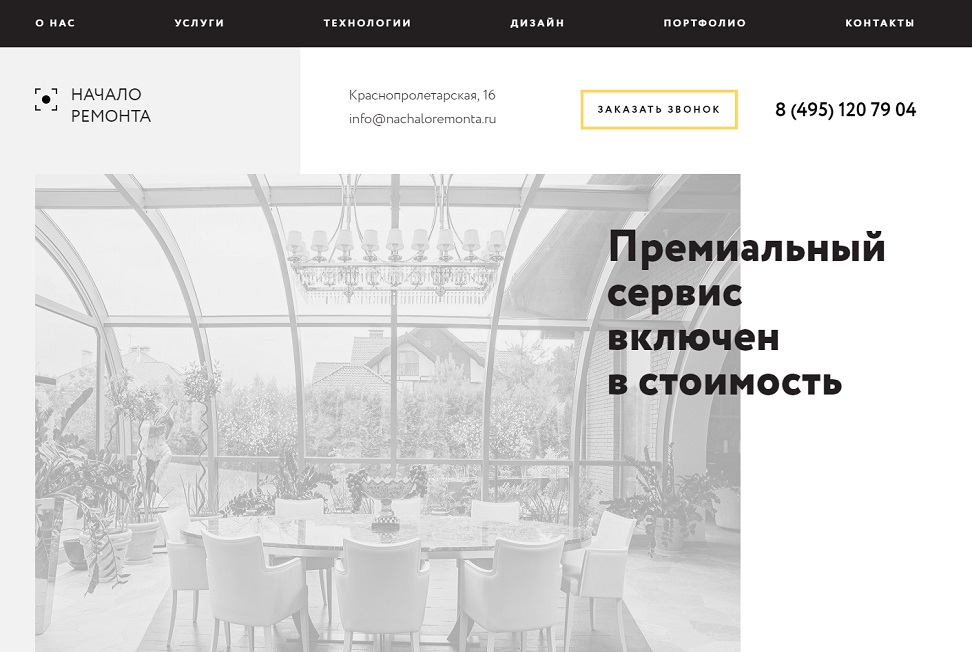 О НАС
УСЛУГИ
ТЕХНОЛОГИИ
ДИЗАЙН
ПОРТФОЛИО
КОНТАКТЫ
НАЧАЛО
РЕМОНТА
Краснопролетарская, 16
info@nachaloremonta.ru
ЗАКАЗАТЬ ЗВОНОК
8 (495) 120 79 04
Премиальный
сервис
включен
в стоимость